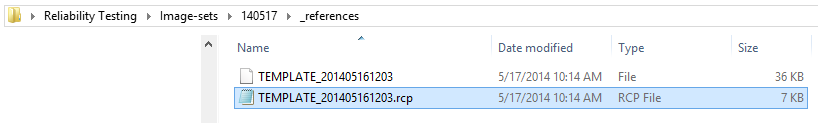 Reliability Testing Image-sets 140517 _references
Name Date modified Type Size
TEMPLATE_201405161203 5/17/2014 10:14 AM File 36 KB
TEMPLATE_201405161203.rcp 5/17/2014 10:14 AM RCP File 7 KB